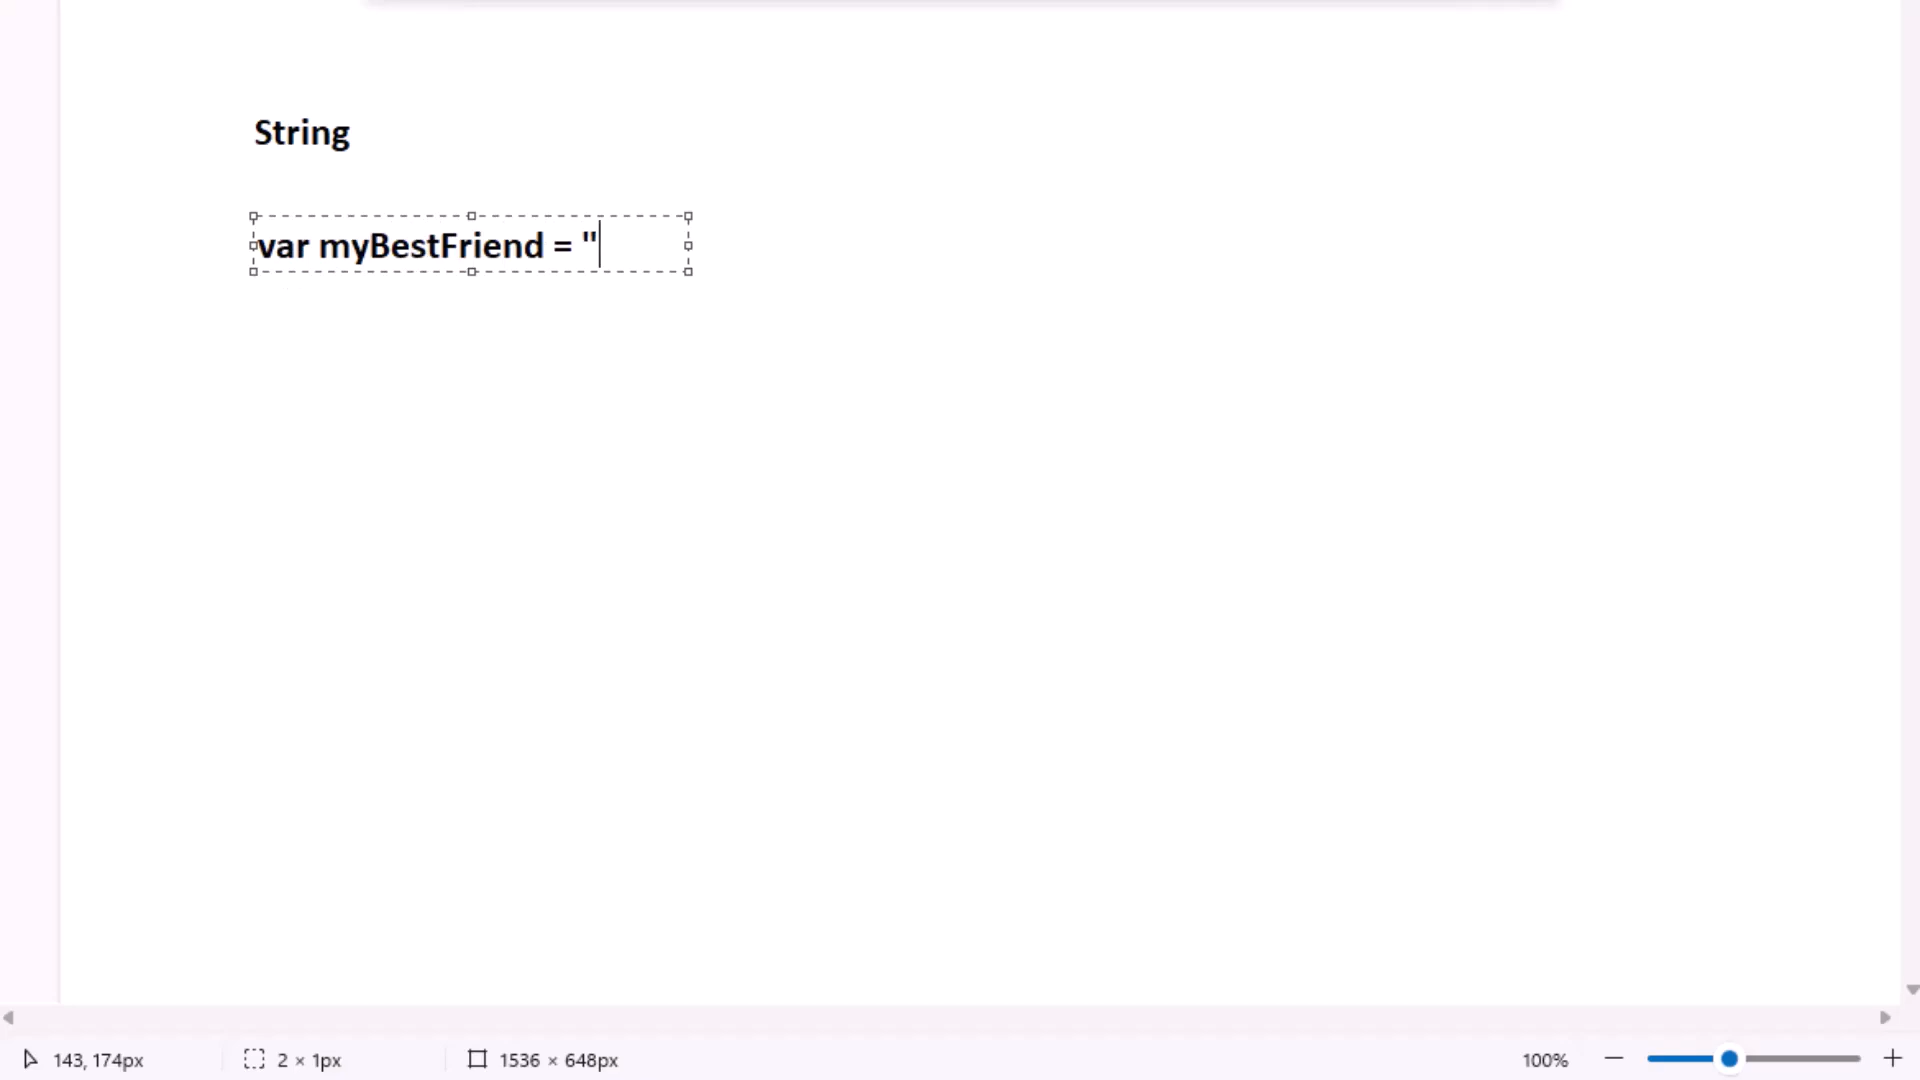 String
var myBestFriend = "
143, 174px
2 × 1px
1536 × 648px
100%